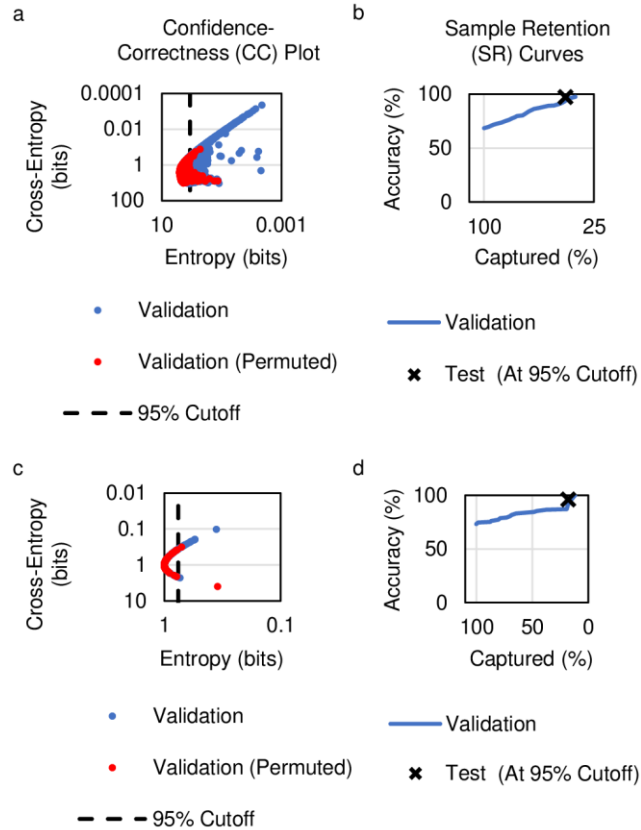 a
Confidence-
Correctness (CC) Plot
Cross-Entropy
(bits)
0.0001
0.01
1
100
10
0.001
Entropy (bits)
Validation
Validation (Permuted)
95% Cutoff
b
Sample Retention
(SR) Curves
Accuracy (%)
100
50
0
100
25
Captured (%)
Validation
Test (At 95% Cutoff)
c
Cross-Entropy
(bits)
0.01
0.1
1
10
1
0.1
Entropy (bits)
Validation
Validation (Permuted)
95% Cutoff
d
Accuracy (%)
100
50
0
100
50
0
Captured (%)
Validation
Test (At 95% Cutoff)